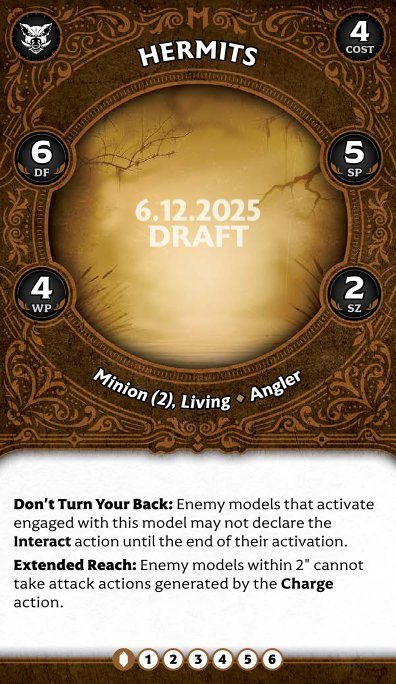 M
HERMITS
4
COST
6
DF
5
SP
6.12.2025
DRAFT
4
WP
2
SZ
Minion (2), Living ♦ Angler
Don't Turn Your Back: Enemy models that activate
engaged with this model may not declare the
Interact action until the end of their activation.
Extended Reach: Enemy models within 2" cannot
take attack actions generated by the Charge
action.
1 2 3 4 5 6